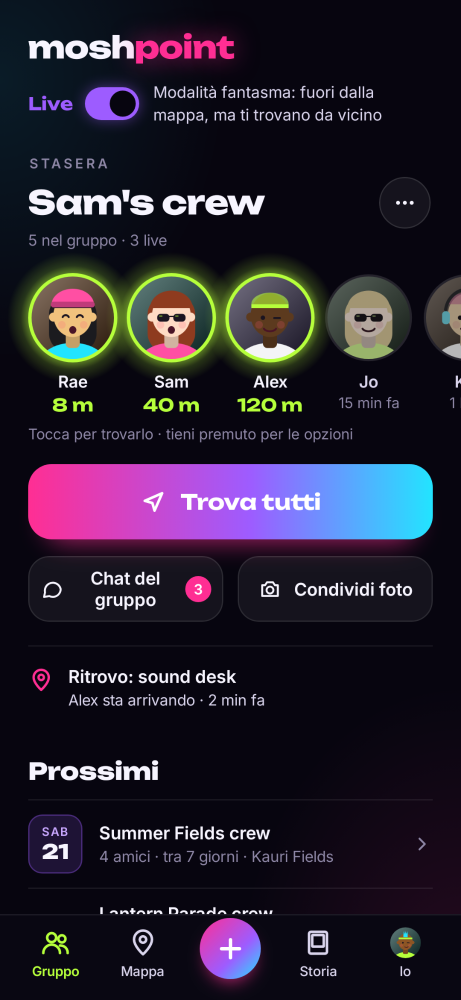 moshpoint
Live
Modalità fantasma: fuori dalla
mappa, ma ti trovano da vicino
STASERA
Sam's crew
5 nel gruppo · 3 live
Rae
8 m
Sam
40 m
Alex
120 m
Jo
15 min fa
Tocca per trovarlo · tieni premuto per le opzioni
Trova tutti
Chat del
gruppo
3
Condividi foto
Ritrovo: sound desk
Alex sta arrivando · 2 min fa
Prossimi
SAB
21
Summer Fields crew
4 amici · tra 7 giorni · Kauri Fields
Lantern Parade crew
Gruppo
Mappa
Storia
Io